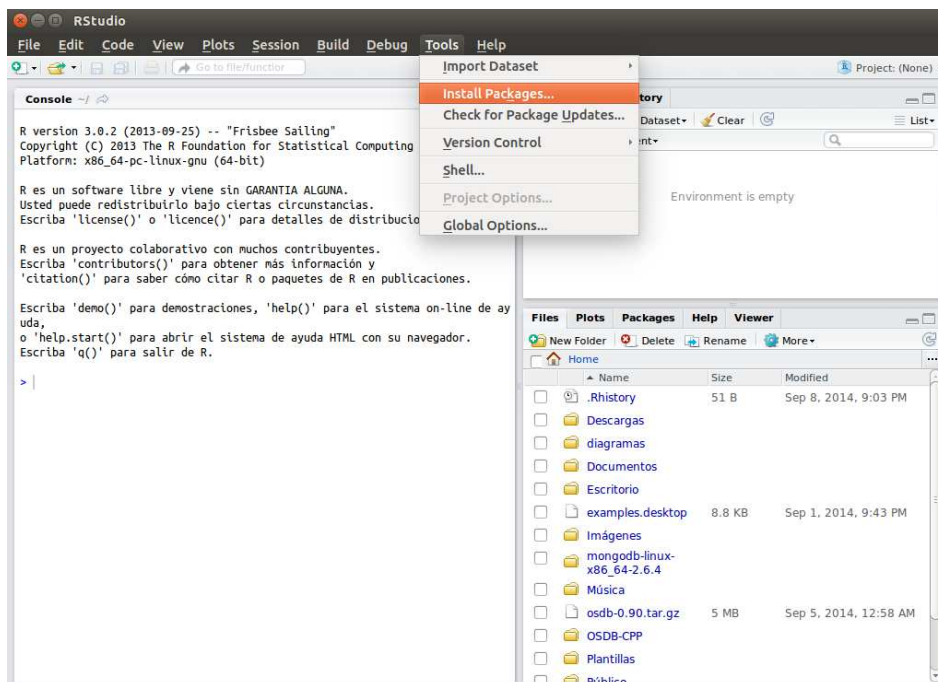 RStudio
File Edit Code View Plots Session Build Debug Tools Help
Go to file/function
Project: (None)
Import Dataset
Install Packages...
Check for Package Updates...
Version Control
Shell...
Project Options...
Global Options...
Console ~/
R version 3.0.2 (2013-09-25) -- "Frisbee Sailing"
Copyright (C) 2013 The R Foundation for Statistical Computing
Platform: x86_64-pc-linux-gnu (64-bit)
R es un software libre y viene sin GARANTIA ALGUNA.
Usted puede redistribuirlo bajo ciertas circunstancias.
Escriba 'license()' o 'licence()' para detalles de distribucio
R es un proyecto colaborativo con muchos contribuyentes.
Escriba 'contributors()' para obtener más información y
'citation()' para saber cómo citar R o paquetes de R en publicaciones.
Escriba 'demo()' para demostraciones, 'help()' para el sistema on-line de ay
uda,
o 'help.start()' para abrir el sistema de ayuda HTML con su navegador.
Escriba 'q()' para salir de R.
>
tory
Dataset Clear List
nt
Environment is empty
Files Plots Packages Help Viewer
New Folder Delete Rename More
Home ...
Name Size Modified
.Rhistory 51 B Sep 8, 2014, 9:03 PM
Descargas
diagramas
Documentos
Escritorio
examples.desktop 8.8 KB Sep 1, 2014, 9:43 PM
Imágenes
mongodb-linux-
x86_64-2.6.4
Música
osdb-0.90.tar.gz 5 MB Sep 5, 2014, 12:58 AM
OSDB-CPP
Plantillas
Público